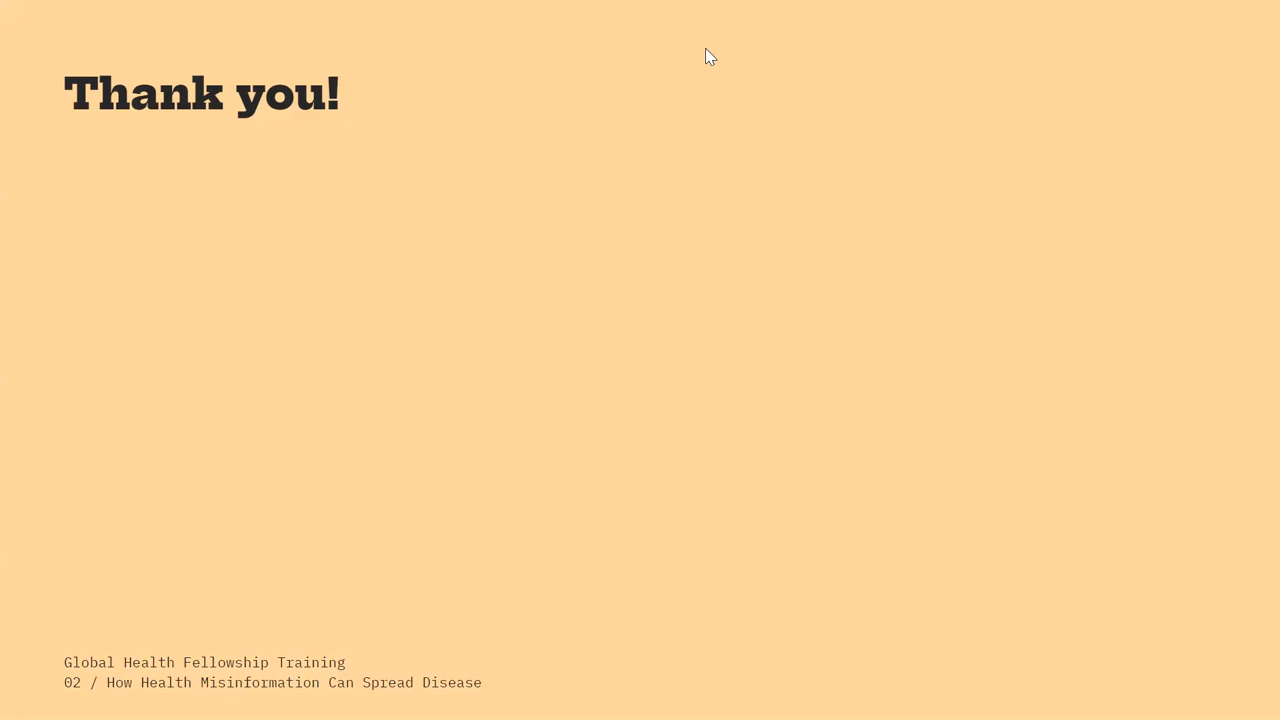 Thank you!
Global Health Fellowship Training
02 / How Health Misinformation Can Spread Disease